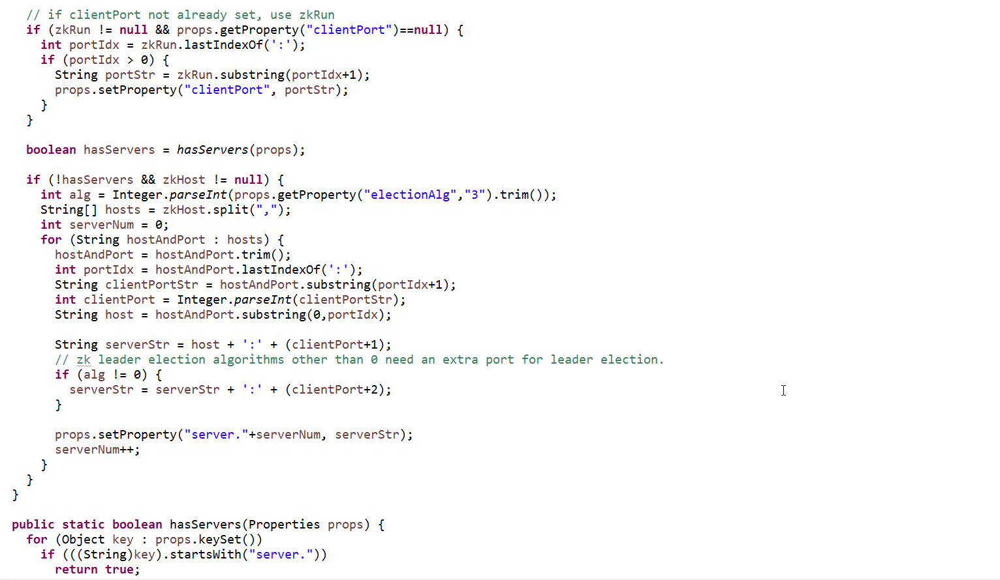 // if clientPort not already set, use zkRun
if (zkRun != null && props.getProperty("clientPort")==null) {
int portIdx = zkRun.lastIndexOf(':');
if (portIdx > 0) {
String portStr = zkRun.substring(portIdx+1);
props.setProperty("clientPort", portStr);
}
}
boolean hasServers = hasServers(props);
if (!hasServers && zkHost != null) {
int alg = Integer.parseInt(props.getProperty("electionAlg","3").trim());
String[] hosts = zkHost.split(",");
int serverNum = 0;
for (String hostAndPort : hosts) {
hostAndPort = hostAndPort.trim();
int portIdx = hostAndPort.lastIndexOf(':');
String clientPortStr = hostAndPort.substring(portIdx+1);
int clientPort = Integer.parseInt(clientPortStr);
String host = hostAndPort.substring(0,portIdx);
String serverStr = host + ':' + (clientPort+1);
// zk leader election algorithms other than 0 need an extra port for leader election.
if (alg != 0) {
serverStr = serverStr + ':' + (clientPort+2);
}
props.setProperty("server."+serverNum, serverStr);
serverNum++;
}
}
}
public static boolean hasServers(Properties props) {
for (Object key : props.keySet())
if (((String)key).startsWith("server."))
return true;